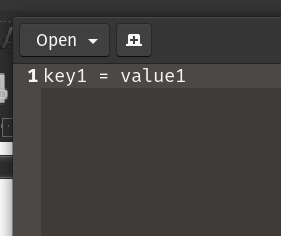 Open
1 key1 = value1